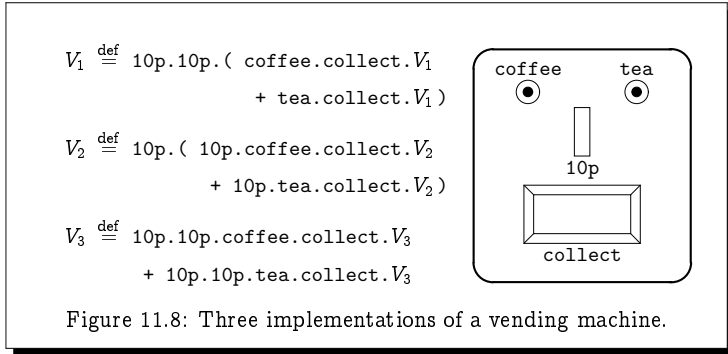 V₁ def= 10p.10p.( coffee.collect.V₁
+ tea.collect.V₁ )
V₂ def= 10p.( 10p.coffee.collect.V₂
+ 10p.tea.collect.V₂ )
V₃ def= 10p.10p.coffee.collect.V₃
+ 10p.10p.tea.collect.V₃
coffee tea
10p
collect
Figure 11.8: Three implementations of a vending machine.